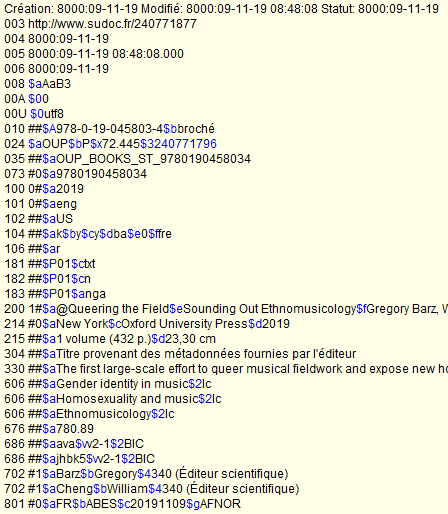 Création: 8000:09-11-19 Modifié: 8000:09-11-19 08:48:08 Statut: 8000:09-11-19
003 http://www.sudoc.fr/240771877
004 8000:09-11-19
005 8000:09-11-19 08:48:08.000
006 8000:09-11-19
008 $aAaB3
00A $00
00U $0utf8
010 ##$A978-0-19-045803-4$bbroché
024 $aOUP$bP$x72.445$3240771796
035 ##$aOUP_BOOKS_ST_9780190458034
073 #0$a9780190458034
100 0#$a2019
101 0#$aeng
102 ##$aUS
104 ##$ak$by$cy$dba$e0$ffre
106 ##$ar
181 ##$P01$ctxt
182 ##$P01$cn
183 ##$P01$anga
200 1#$a@Queering the Field$eSounding Out Ethnomusicology$fGregory Barz, W
214 #0$aNew York$cOxford University Press$d2019
215 ##$a1 volume (432 p.)$d23,30 cm
304 ##$aTitre provenant des métadonnées fournies par l'éditeur
330 ##$aThe first large-scale effort to queer musical fieldwork and expose new
606 ##$aGender identity in music$2lc
606 ##$aHomosexuality and music$2lc
606 ##$aEthnomusicology$2lc
676 ##$a780.89
686 ##$aava$vv2-1$2BIC
686 ##$ajhbk5$vv2-1$2BIC
702 #1$aBarz$bGregory$4340 (Éditeur scientifique)
702 #1$aCheng$bWilliam$4340 (Éditeur scientifique)
801 #0$aFR$bABES$c20191109$gAFNOR